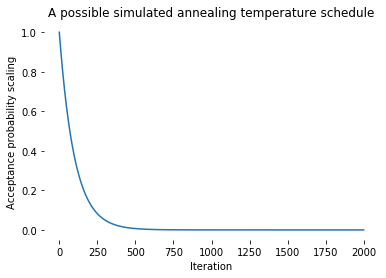 A possible simulated annealing temperature schedule
1.0
0.8
0.6
0.4
0.2
0.0
Acceptance probability scaling
0 250 500 750 1000 1250 1500 1750 2000
Iteration